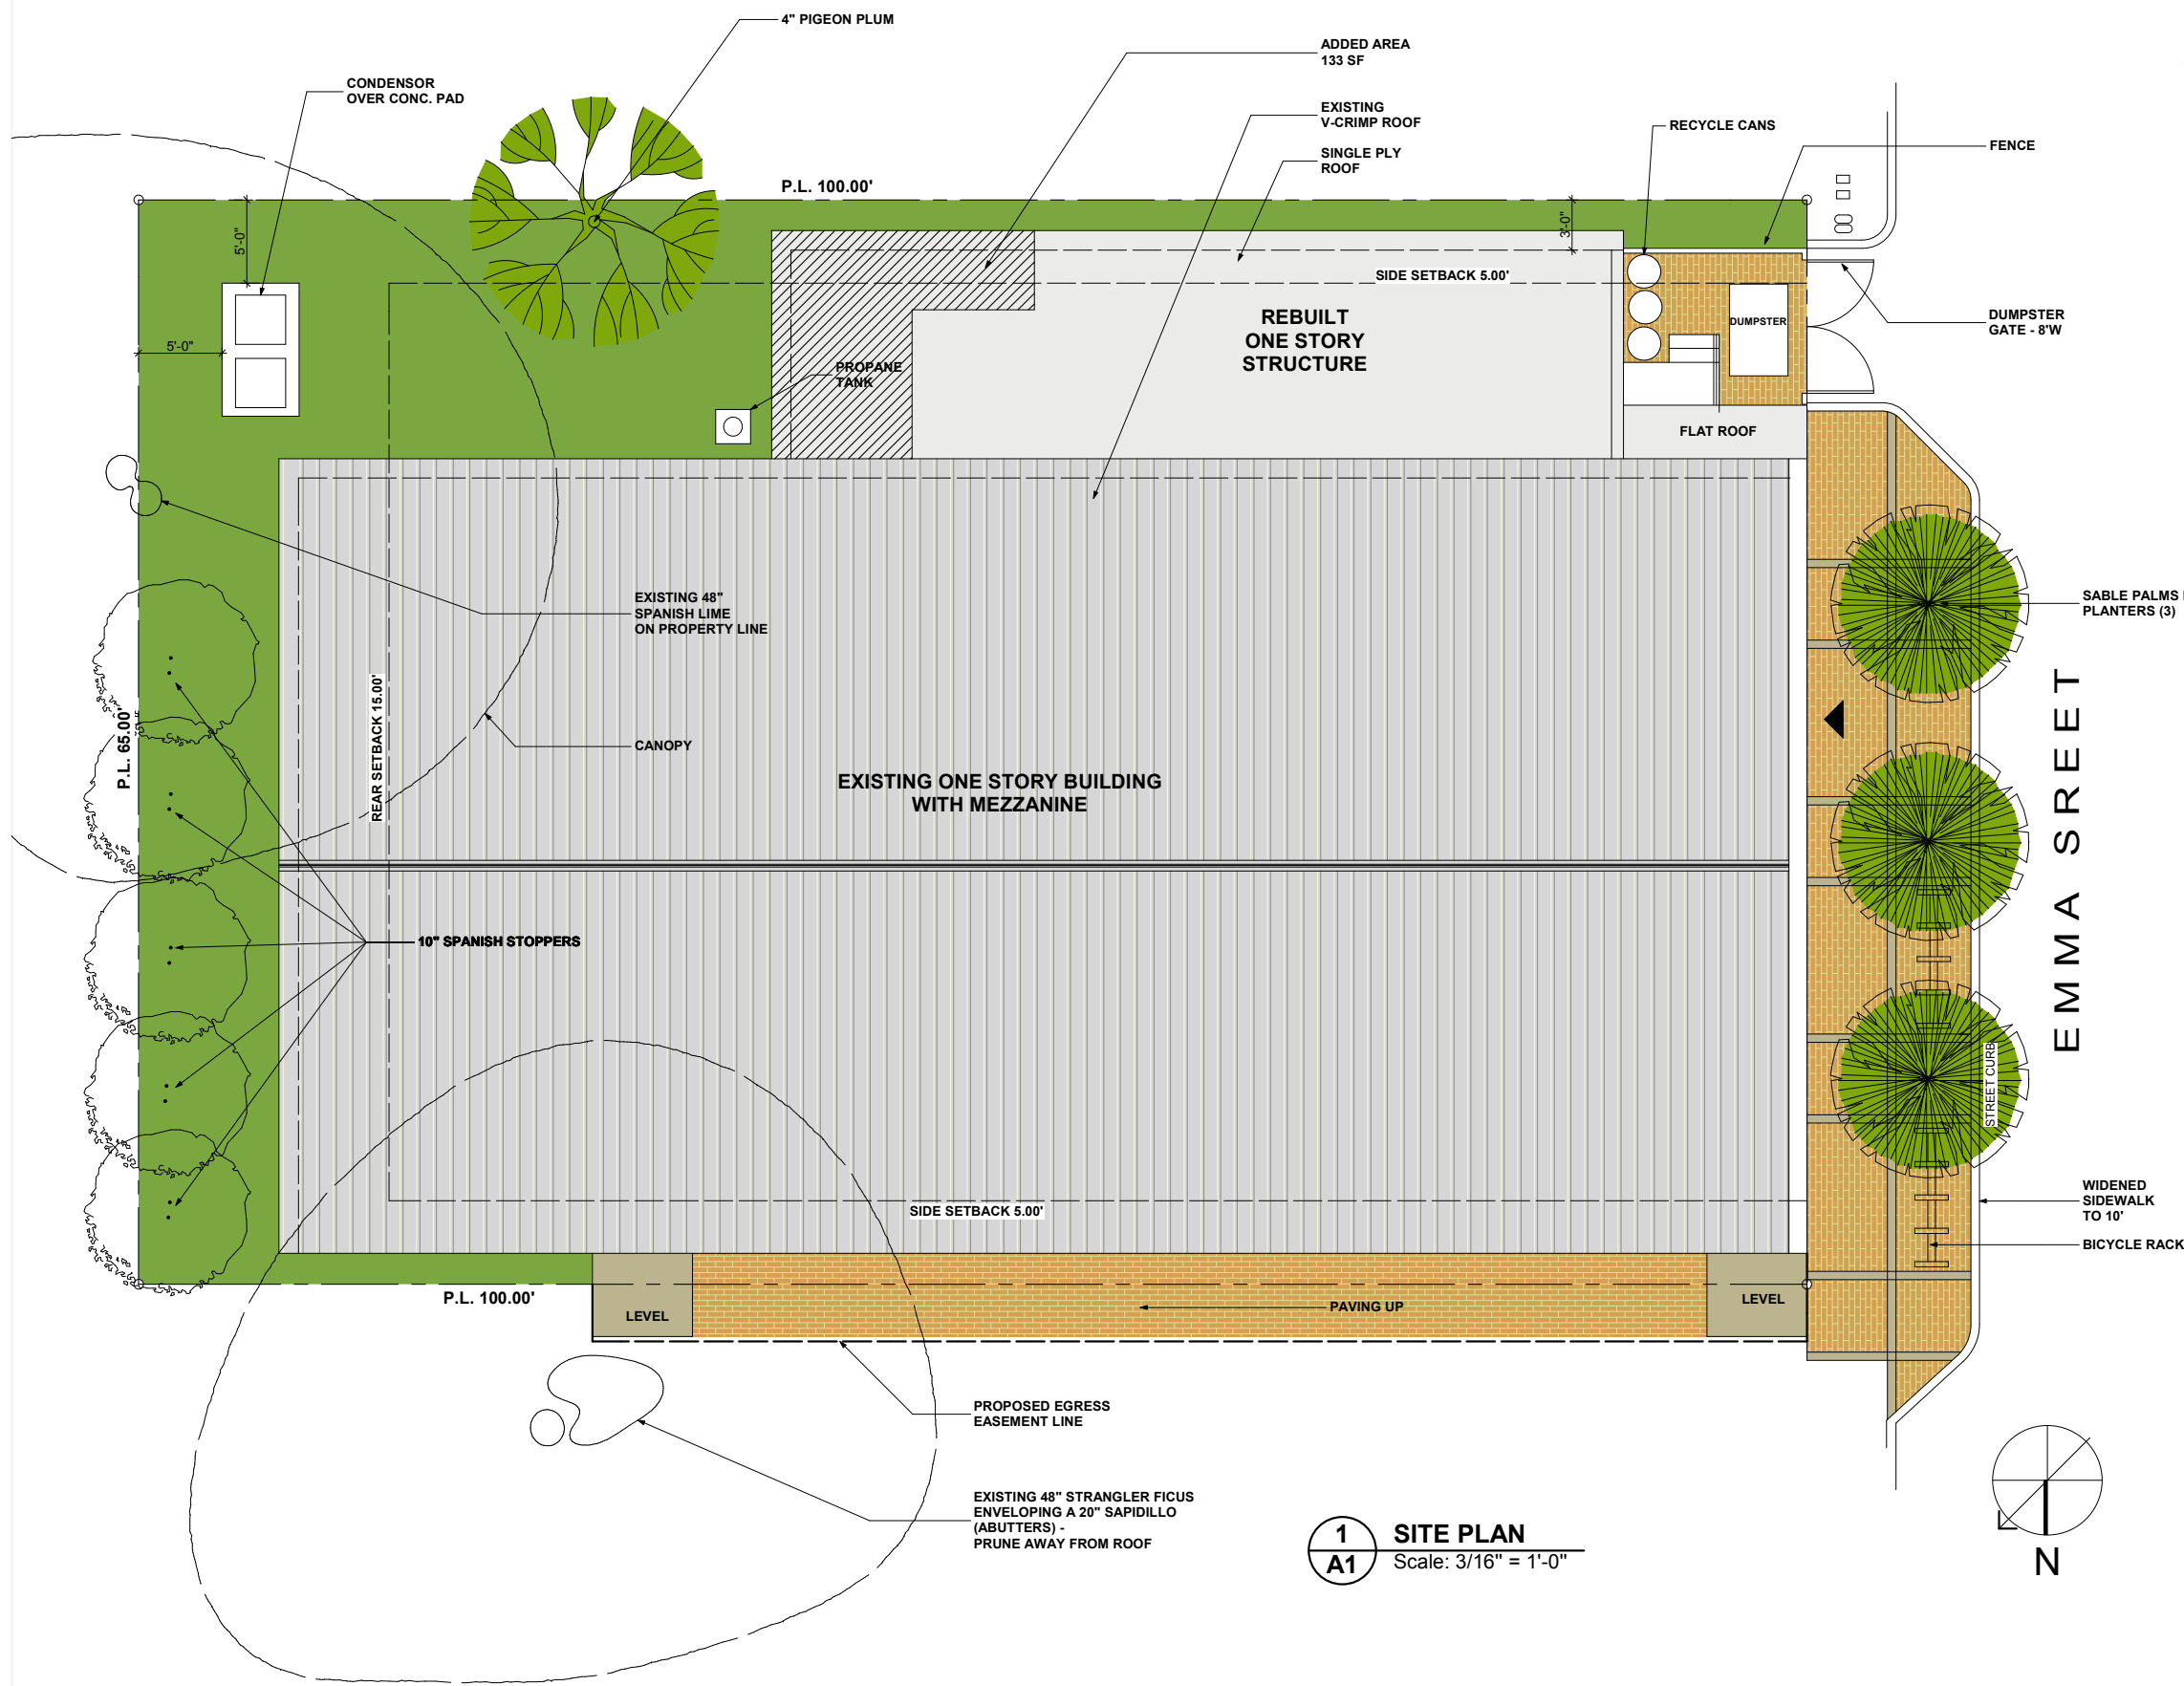 4" PIGEON PLUM
ADDED AREA
133 SF
CONDENSOR
OVER CONC. PAD
EXISTING
V-CRIMP ROOF
RECYCLE CANS
FENCE
SINGLE PLY
ROOF
P.L. 100.00'
5'-0"
3'-0"
SIDE SETBACK 5.00'
REBUILT
ONE STORY
STRUCTURE
DUMPSTER
DUMPSTER
GATE - 8'W
5'-0"
PROPANE
TANK
FLAT ROOF
EXISTING 48"
SPANISH LIME
ON PROPERTY LINE
SABLE PALMS
PLANTERS (3)
P.L. 65.00'
REAR SETBACK 15.00'
CANOPY
EXISTING ONE STORY BUILDING
WITH MEZZANINE
EMMA SREET
10" SPANISH STOPPERS
STREET CURB
SIDE SETBACK 5.00'
WIDENED
SIDEWALK
TO 10'
BICYCLE RACK
P.L. 100.00'
LEVEL
PAVING UP
LEVEL
PROPOSED EGRESS
EASEMENT LINE
EXISTING 48" STRANGLER FICUS
ENVELOPING A 20" SAPIDILLO
(ABUTTERS) -
PRUNE AWAY FROM ROOF
1
A1
SITE PLAN
Scale: 3/16" = 1'-0"
N